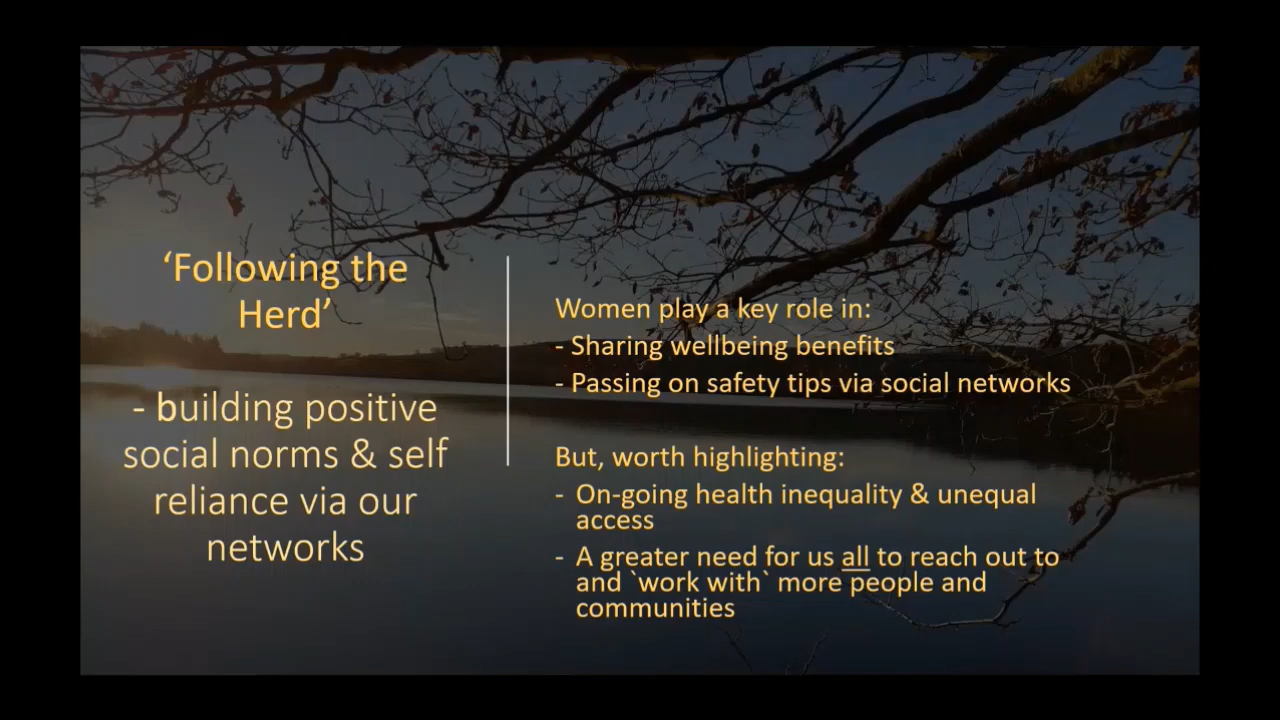 ‘Following the
Herd’
- building positive
social norms & self
reliance via our
networks
Women play a key role in:
- Sharing wellbeing benefits
- Passing on safety tips via social networks
But, worth highlighting:
- On-going health inequality & unequal
access
- A greater need for us all to reach out to
and `work with` more people and
communities